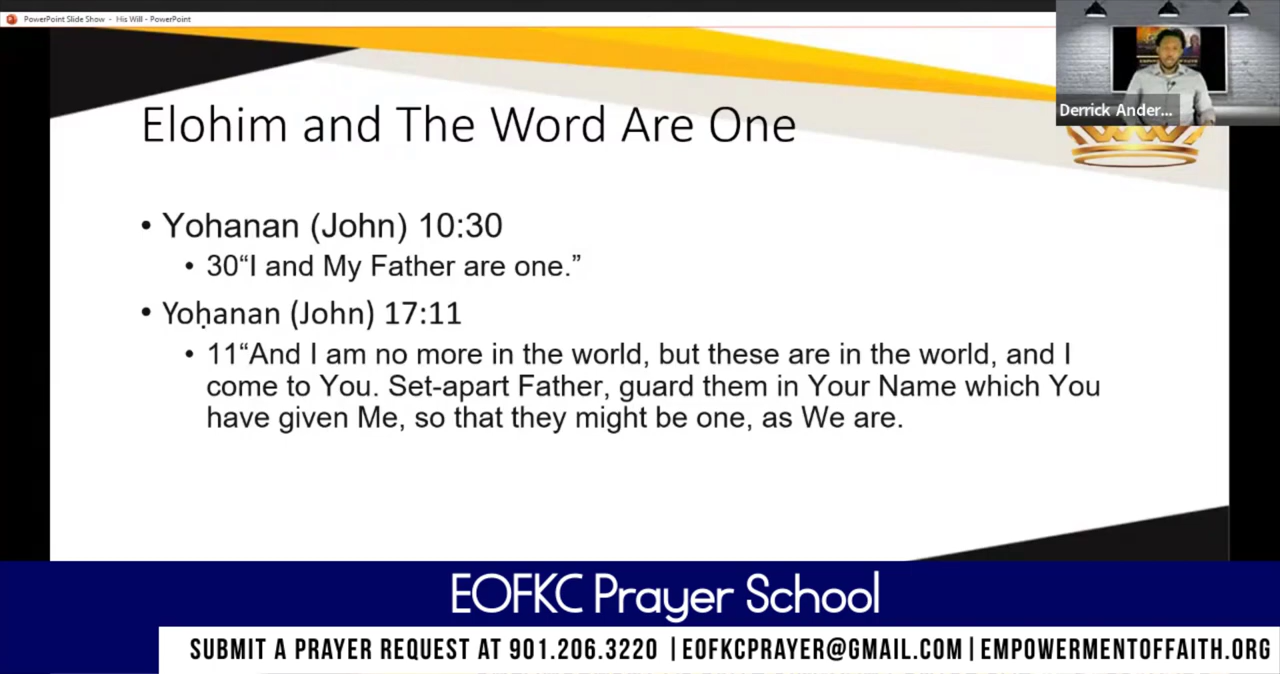 PowerPoint Slide Show - His Will - PowerPoint
Derrick Ander...
Elohim and The Word Are One
• Yohanan (John) 10:30
• 30“I and My Father are one.”
• Yoḥanan (John) 17:11
• 11“And I am no more in the world, but these are in the world, and I
come to You. Set-apart Father, guard them in Your Name which You
have given Me, so that they might be one, as We are.
EOFKC Prayer School
SUBMIT A PRAYER REQUEST AT 901.206.3220 | EOFKCPRAYER@GMAIL.COM | EMPOWERMENTOFFAITH.ORG